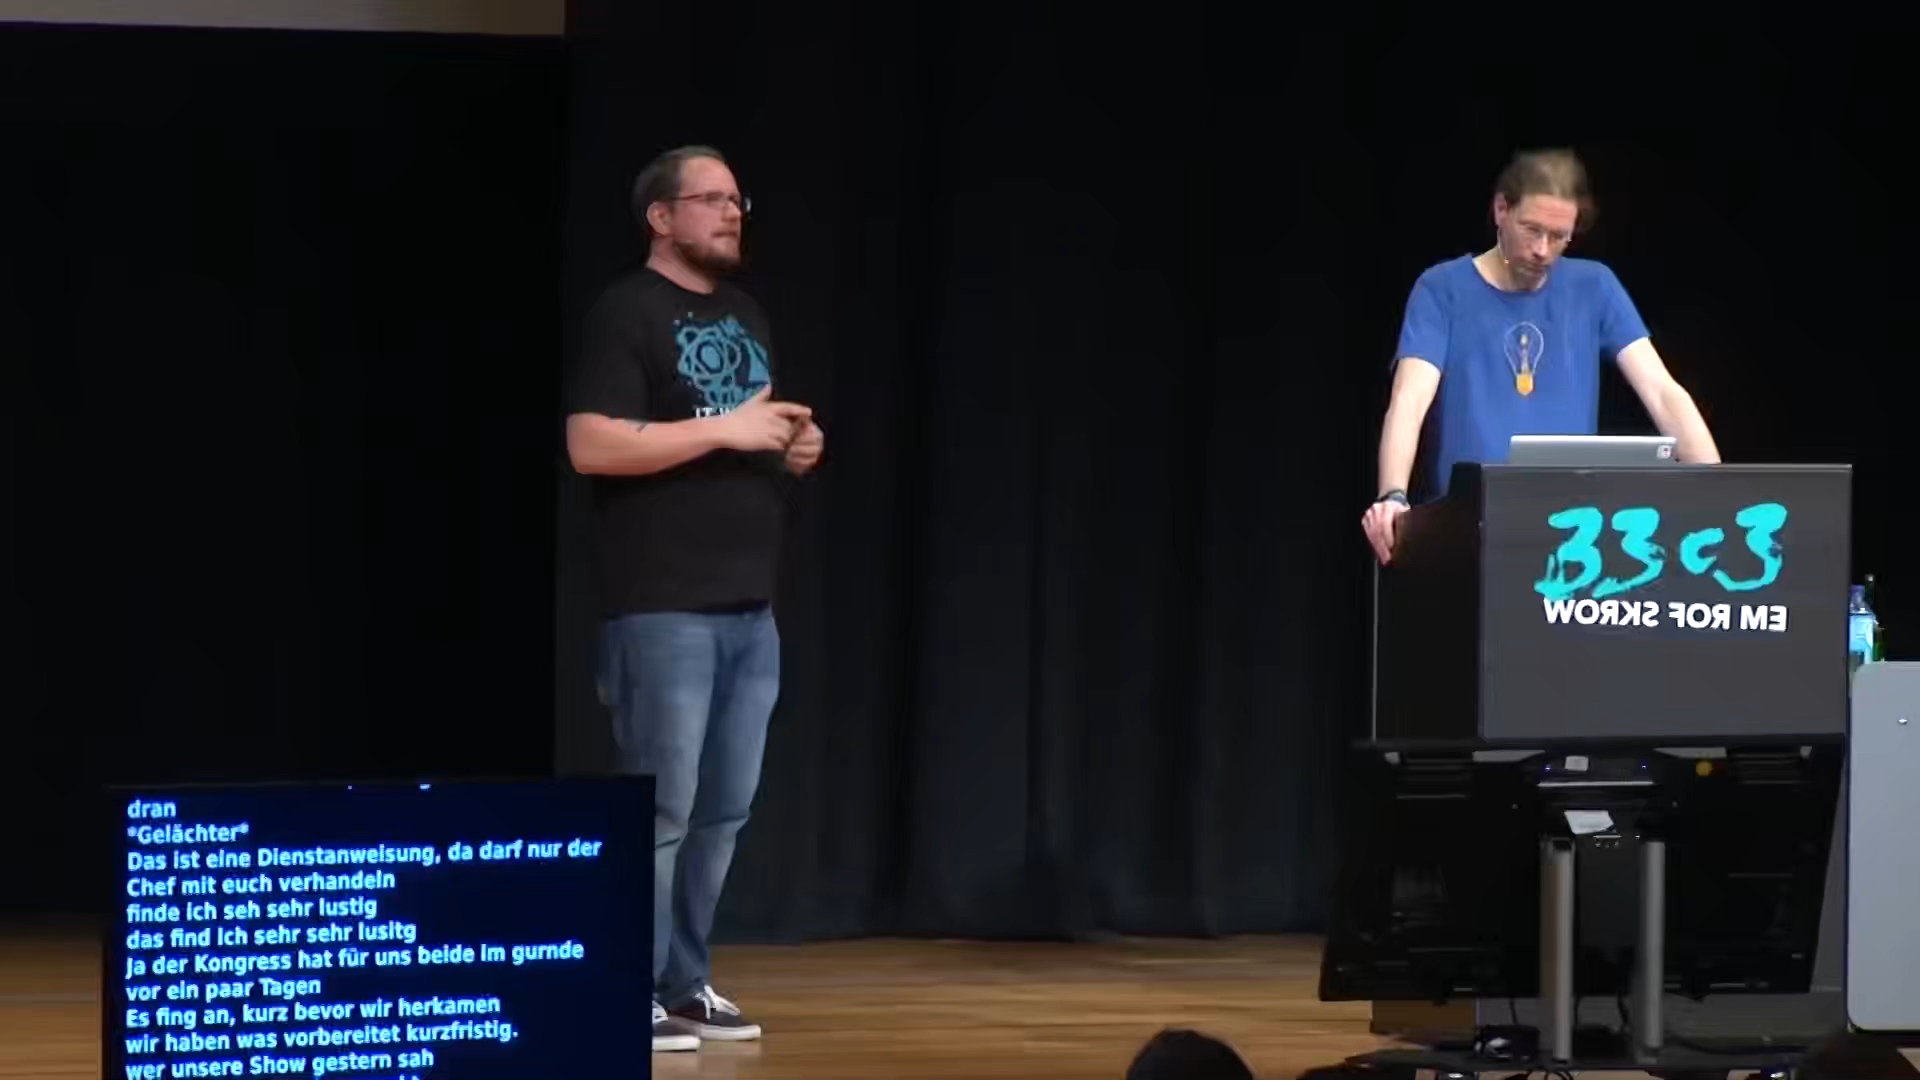 IT W
33c3
WORKS FOR ME
dran
*Gelächter*
Das ist eine Dienstanweisung, da darf nur der
Chef mit euch verhandeln
finde ich seh sehr lustig
das find ich sehr sehr lusitg
Ja der Kongress hat für uns beide im gurnde
vor ein paar Tagen
Es fing an, kurz bevor wir herkamen
wir haben was vorbereitet kurzfristig.
wer unsere Show gestern sah